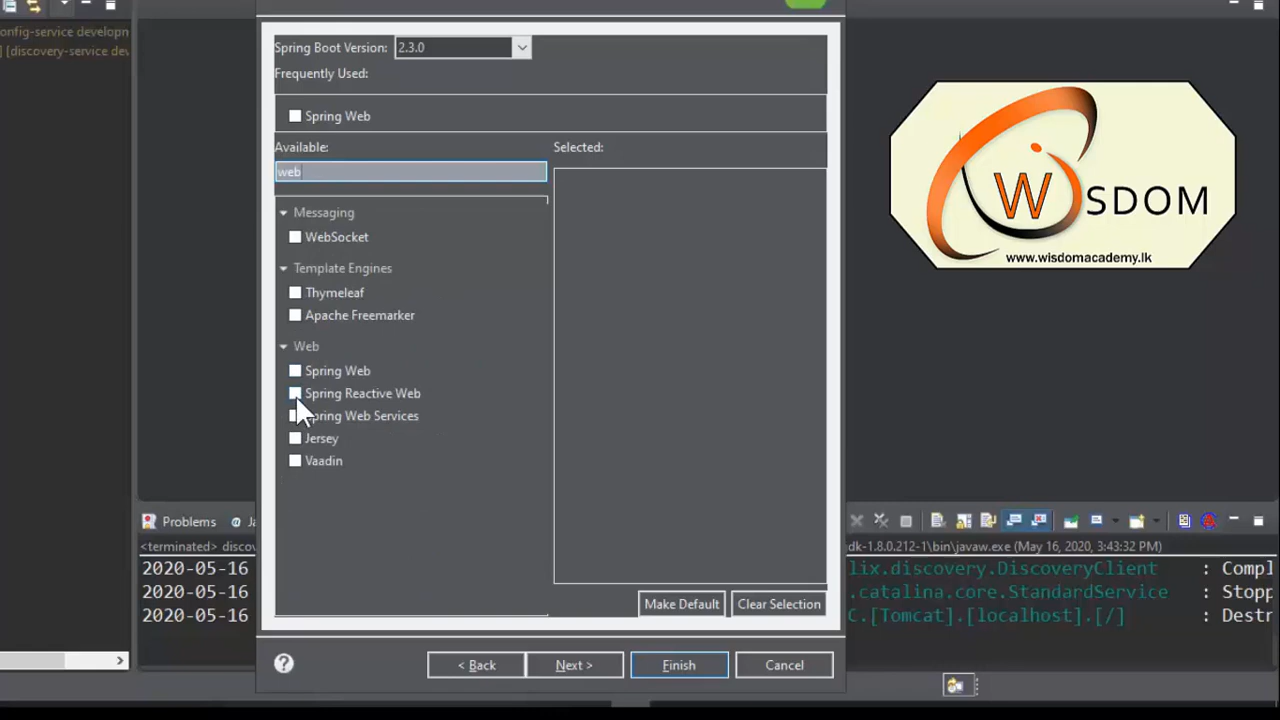 onfig-service developn
] [discovery-service dev
Spring Boot Version: 2.3.0
Frequently Used:
Spring Web
Available:
Selected:
web
Messaging
WebSocket
Template Engines
Thymeleaf
Apache Freemarker
Web
Spring Web
Spring Reactive Web
pring Web Services
Jersey
Vaadin
Make Default
Clear Selection
< Back
Next >
Finish
Cancel
WISDOM
www.wisdomacademy.lk
Problems
@ Ja
<terminated> discov
dk-1.8.0.212-1\bin\javaw.exe (May 16, 2020, 3:43:32 PM)
2020-05-16
lix.discovery.DiscoveryClient : Compl
2020-05-16
.catalina.core.StandardService : Stopp
2020-05-16
C.[Tomcat].[localhost].[/] : Destr